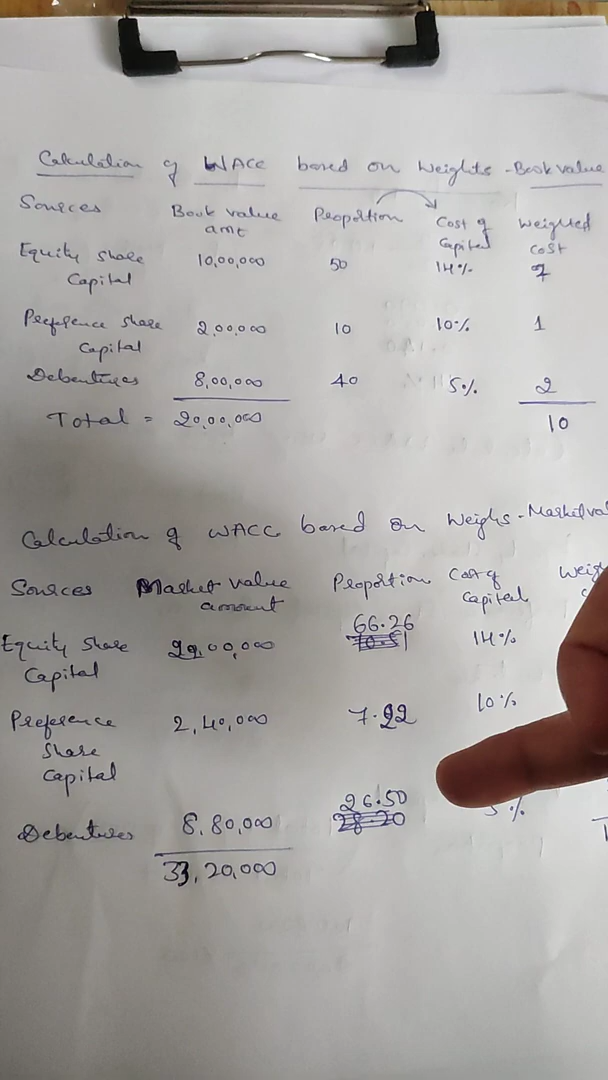 Calculation of WACC based on Weights - Book value
Sources Book value amt Proportion Cost of Capital Weighted cost
Equity Share Capital 10,00,000 50 14% 7
Preference share Capital 2,00,000 10 10% 1
Debentures 8,00,000 40 5% 2
Total = 20,00,000 10
Calculation of WACC based on Weighs - Market va
Sources Market value amount Proportion Cost of Capital Weig
Equity Share Capital 22,00,000 66.26 14%
Preference Share Capital 2,40,000 7.22 10%
Debentures 8,80,000 26.50 5%
33,20,000